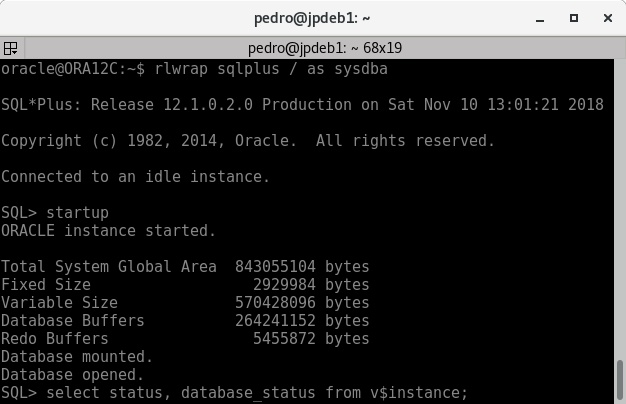 pedro@jpdeb1: ~
pedro@jpdeb1: ~ 68x19
oracle@ORA12C:~$ rlwrap sqlplus / as sysdba
SQL*Plus: Release 12.1.0.2.0 Production on Sat Nov 10 13:01:21 2018
Copyright (c) 1982, 2014, Oracle.  All rights reserved.
Connected to an idle instance.
SQL> startup
ORACLE instance started.
Total System Global Area  843055104 bytes
Fixed Size                  2929984 bytes
Variable Size             570428096 bytes
Database Buffers          264241152 bytes
Redo Buffers                5455872 bytes
Database mounted.
Database opened.
SQL> select status, database_status from v$instance;